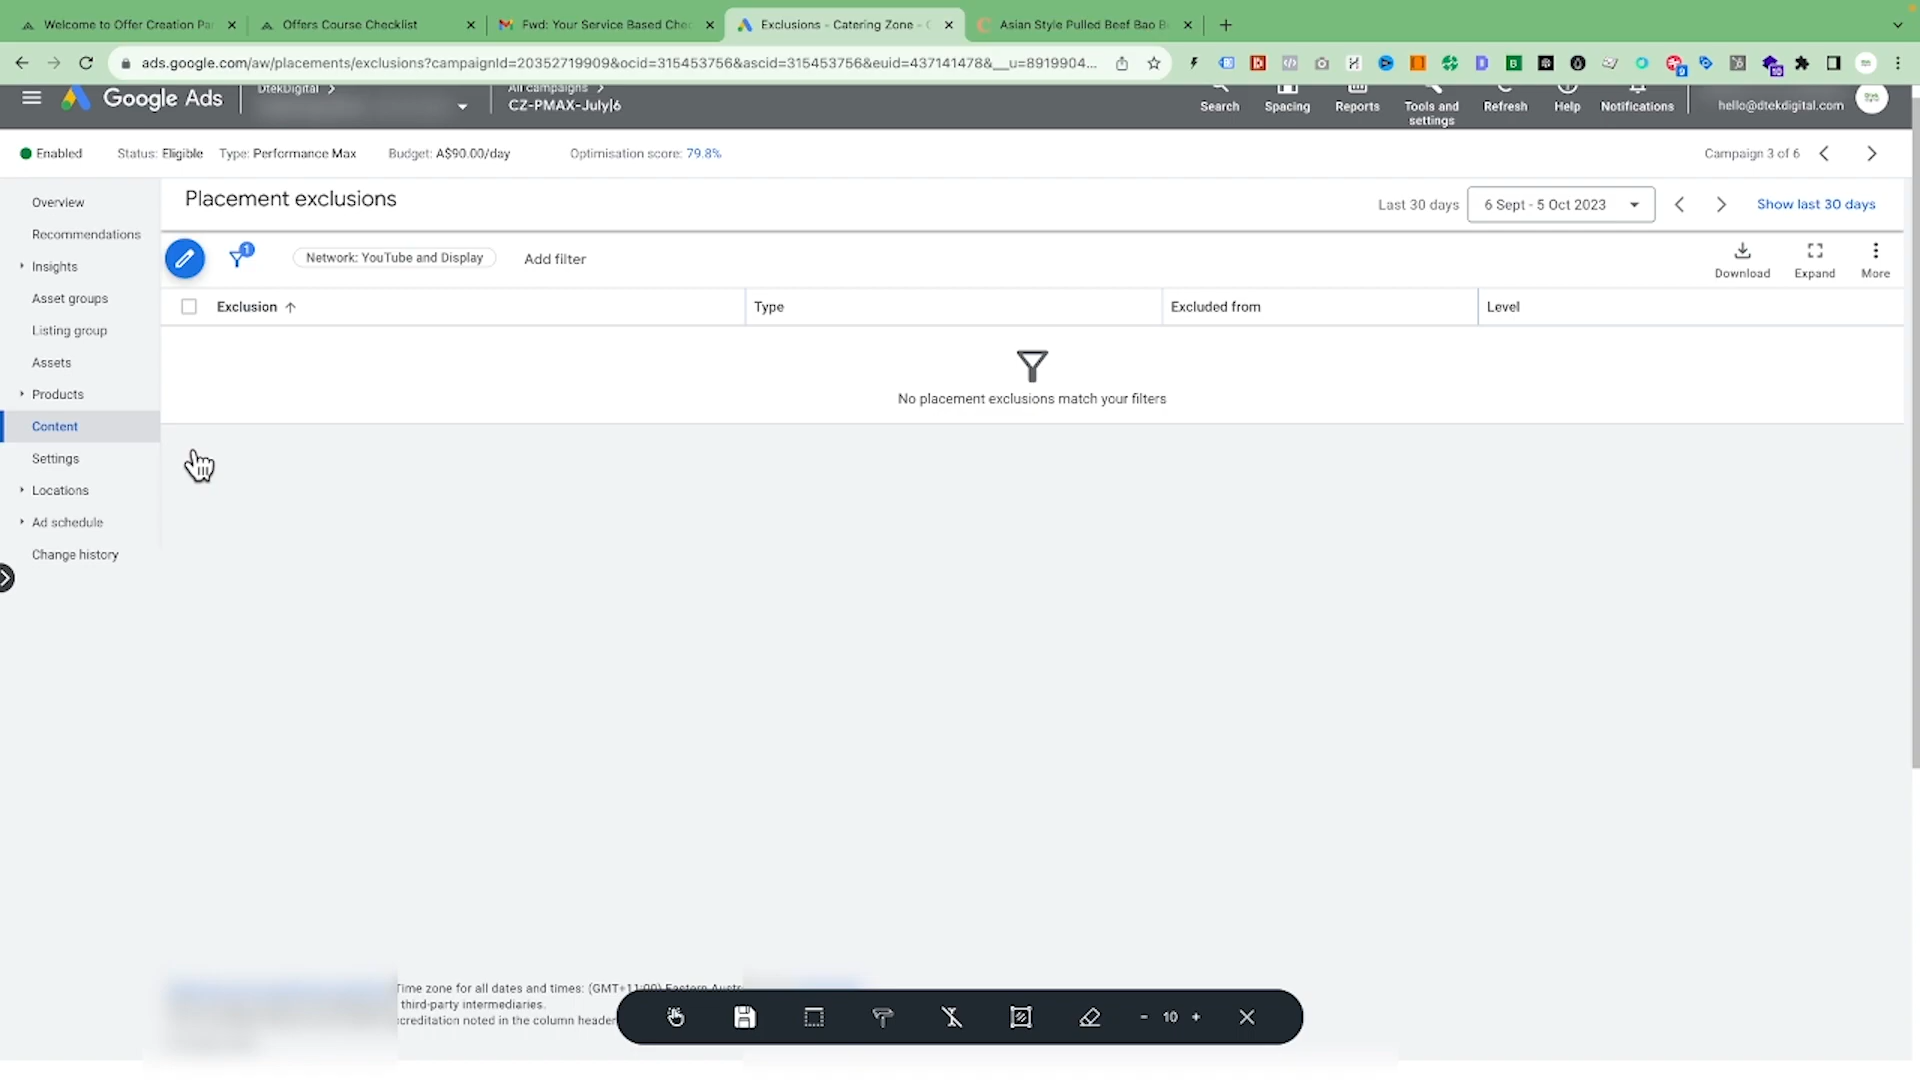 Welcome to Offer Creation Par
Offers Course Checklist
Fwd: Your Service Based Chec
Exclusions - Catering Zone - G
Asian Style Pulled Beef Bao B
ads.google.com/aw/placements/exclusions?campaignId=20352719909&ocid=315453756&ascid=315453756&euid=437141478&__u=8919904...
Google Ads
DtekDigital
All campaigns
CZ-PMAX-July|6
Search
Spacing
Reports
Tools and
settings
Refresh
Help
Notifications
hello@dtekdigital.com
Enabled
Status: Eligible
Type: Performance Max
Budget: A$90.00/day
Optimisation score: 79.8%
Campaign 3 of 6
Overview
Recommendations
Insights
Asset groups
Listing group
Assets
Products
Content
Settings
Locations
Ad schedule
Change history
Placement exclusions
Last 30 days
6 Sept - 5 Oct 2023
Show last 30 days
1
Network: YouTube and Display
Add filter
Download
Expand
More
Exclusion
Type
Excluded from
Level
No placement exclusions match your filters
Time zone for all dates and times: (GMT+11:00) Eastern Austr
third-party intermediaries.
creditation noted in the column header
- 10 +